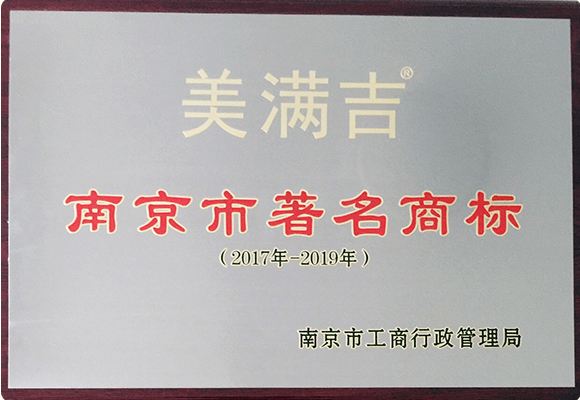 美满吉®
南京市著名商标
（2017年-2019年）
南京市工商行政管理局